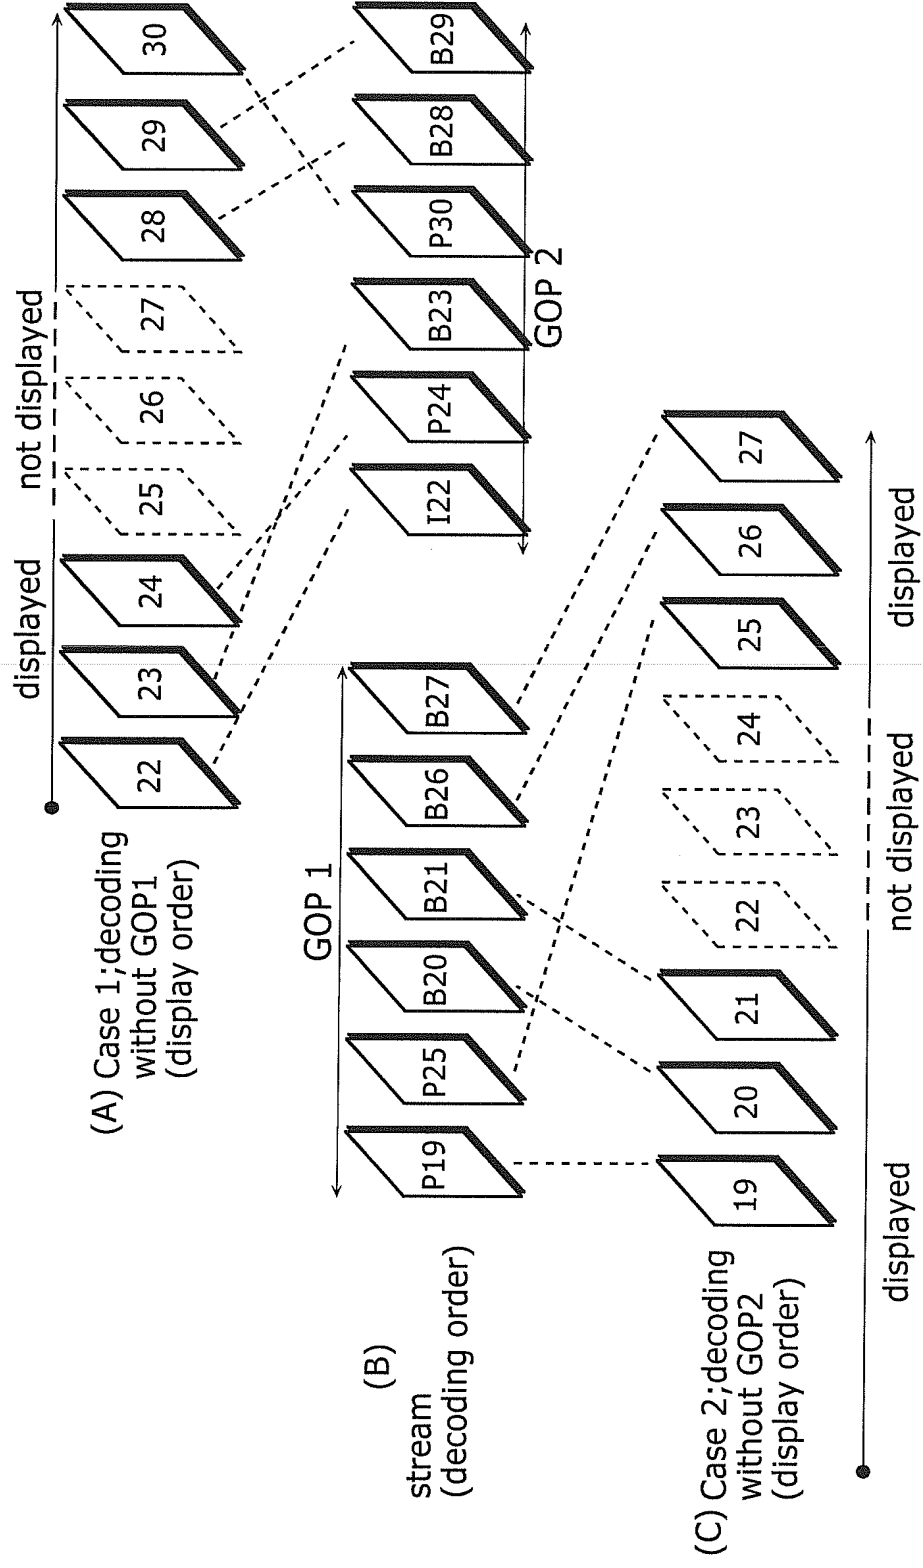 displayed
not displayed
22
23
24
25
26
27
28
29
30
(A) Case 1;decoding
without GOP1
(display order)
GOP 1
P19
P25
B20
B21
B26
B27
I22
P24
B23
P30
B28
B29
GOP 2
(B)
stream
(decoding order)
19
20
21
22
23
24
25
26
27
(C) Case 2;decoding
without GOP2
(display order)
displayed
not displayed
displayed